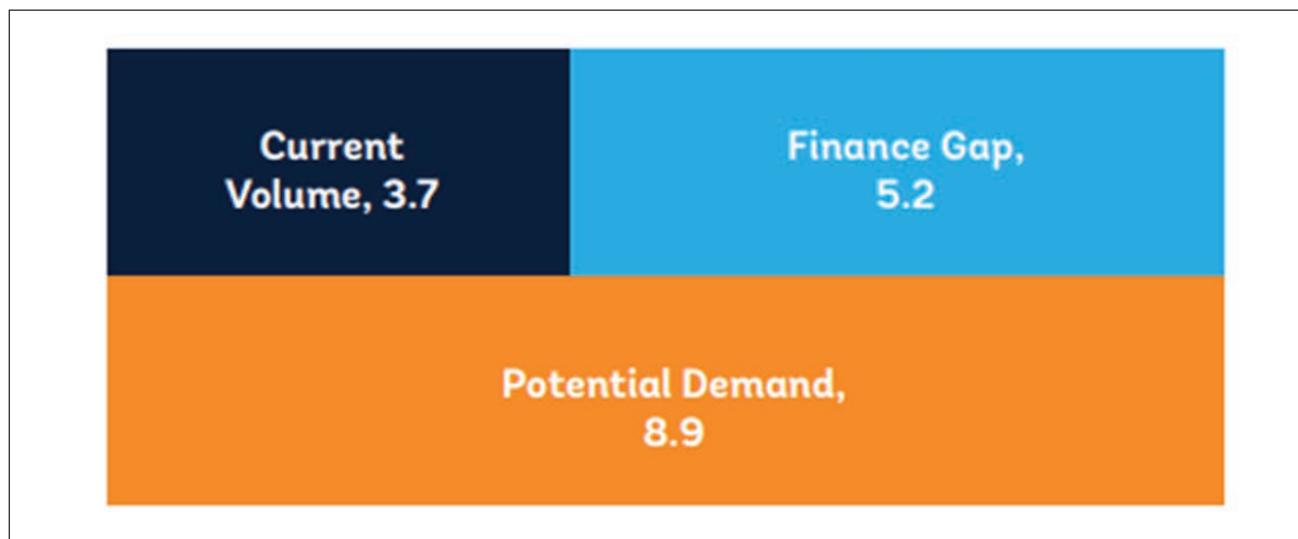 Current
Volume, 3.7
Finance Gap,
5.2
Potential Demand,
8.9